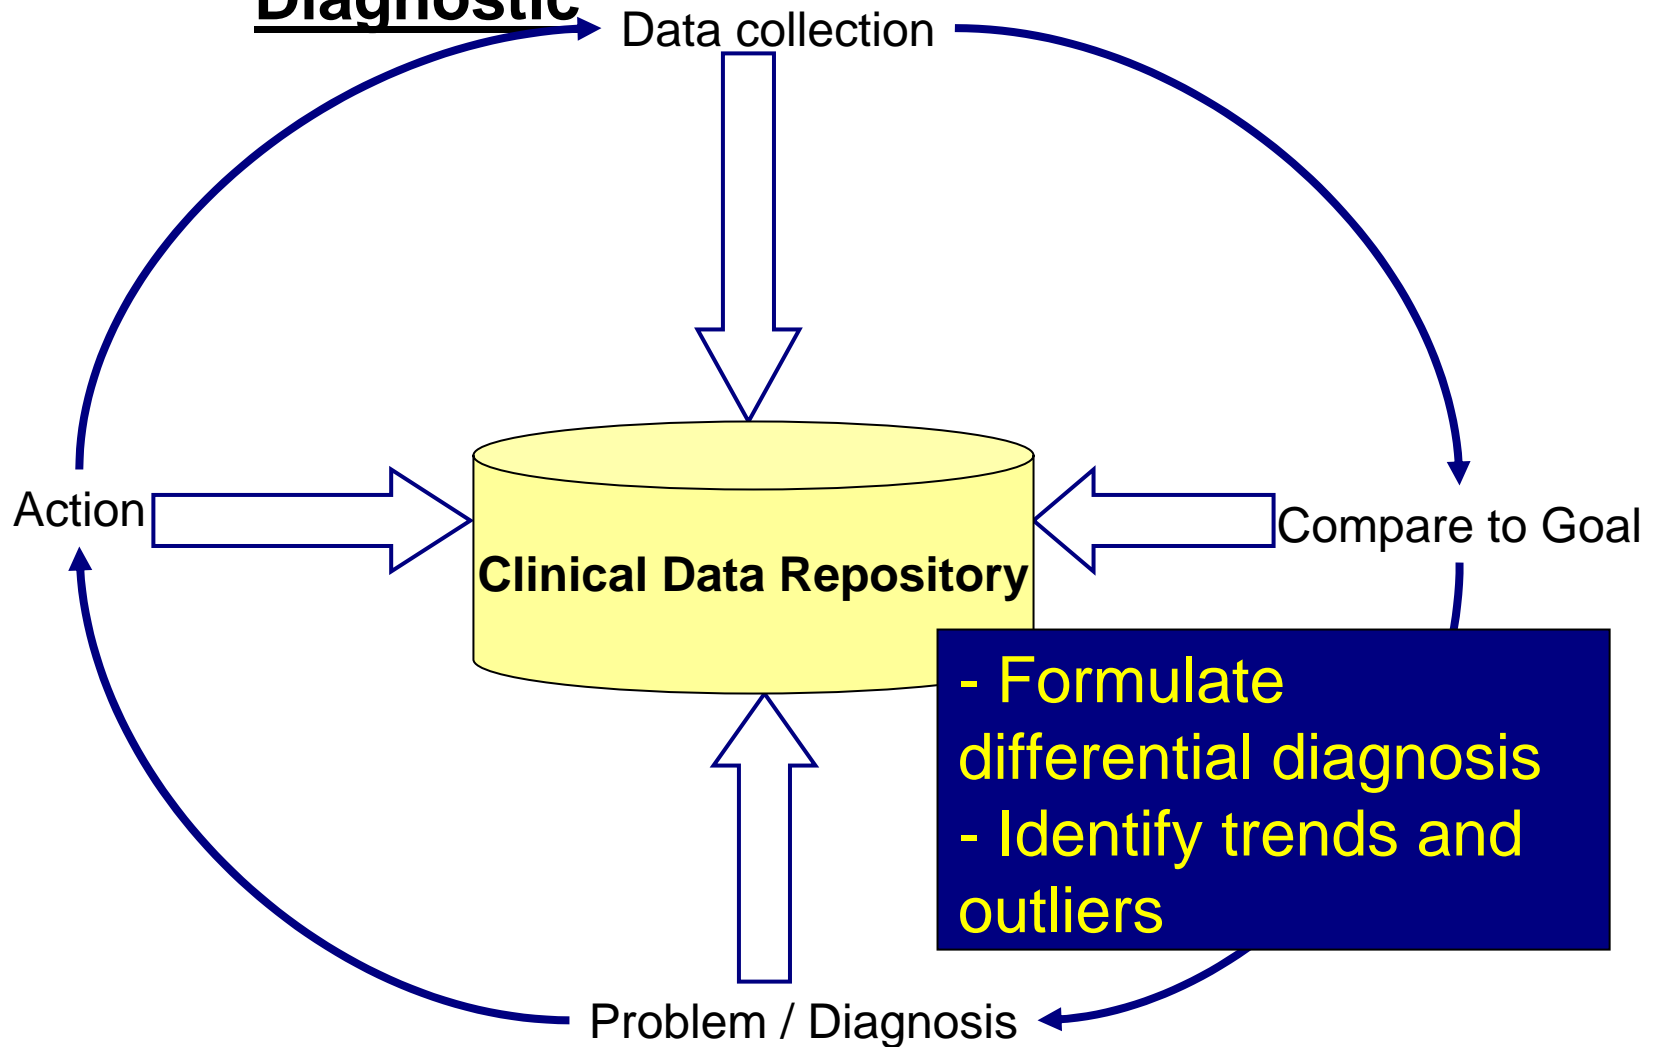 Diagnostic
Data collection
Action
Compare to Goal
Clinical Data Repository
- Formulate
differential diagnosis
- Identify trends and
outliers
Problem / Diagnosis